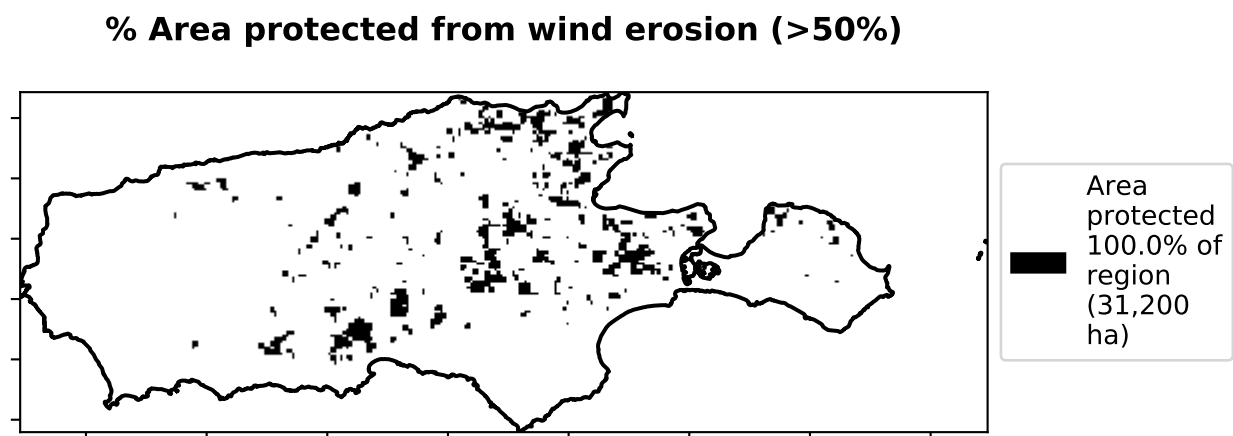 % Area protected from wind erosion (>50%)
Area
protected
100.0% of
region
(31,200
ha)